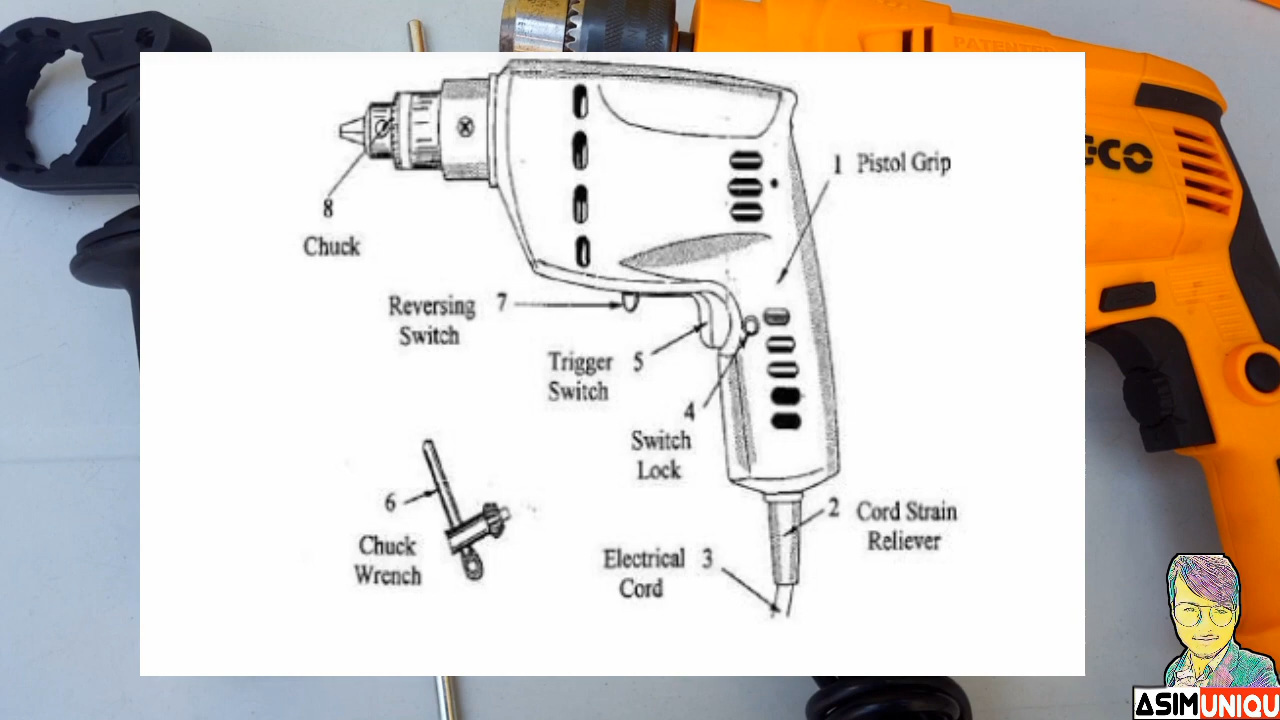 PATENTED
CO
1 Pistol Grip
8
Chuck
Reversing 7
Switch
Trigger 5
Switch
4
Switch
Lock
6
Chuck
Wrench
2 Cord Strain
Reliever
Electrical 3
Cord
ASIMUNIQU